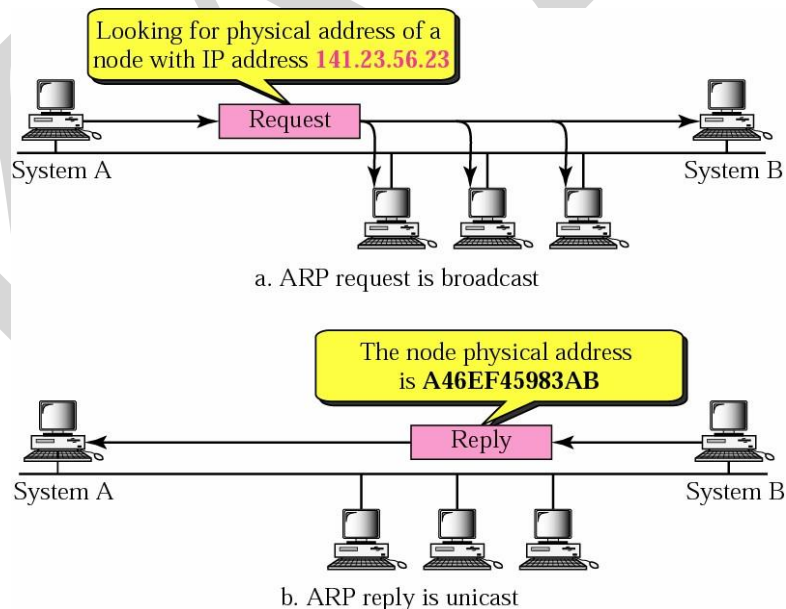 Looking for physical address of a
node with IP address 141.23.56.23
Request
System A
System B
a. ARP request is broadcast
The node physical address
is A46EF45983AB
Reply
System A
System B
b. ARP reply is unicast